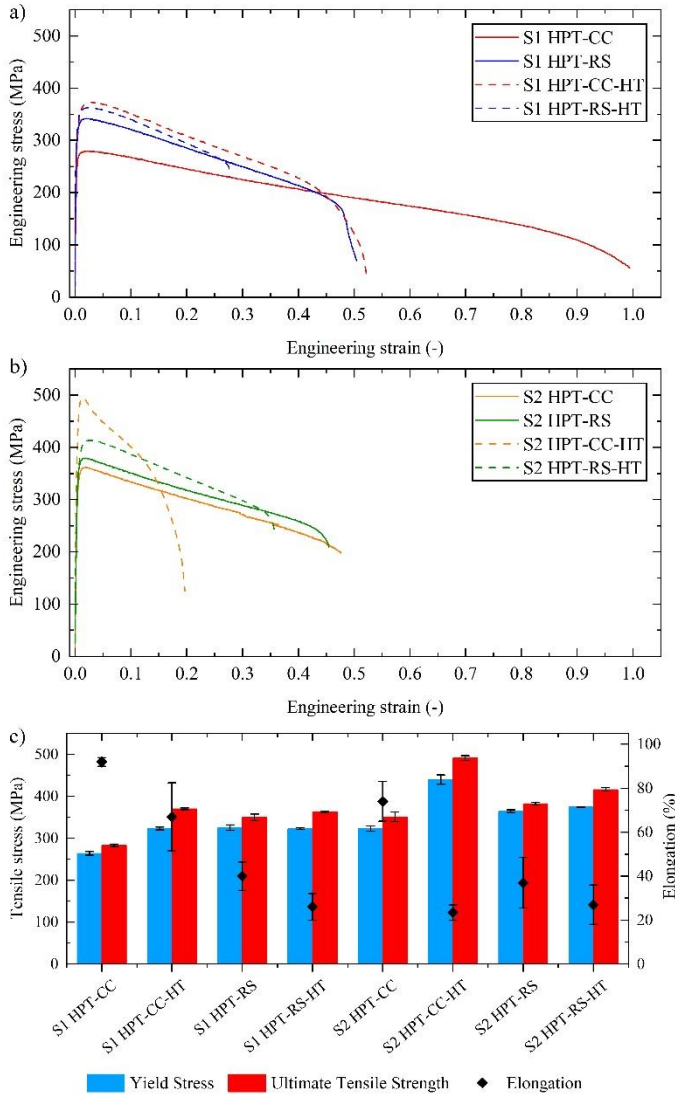 a)
500
400
300
200
100
0
Engineering stress (MPa)
S1 HPT-CC
S1 HPT-RS
S1 HPT-CC-HT
S1 HPT-RS-HT
0.0 0.1 0.2 0.3 0.4 0.5 0.6 0.7 0.8 0.9 1.0
Engineering strain (-)
b)
500
400
300
200
100
0
Engineering stress (MPa)
S2 HPT-CC
S2 HPT-RS
S2 HPT-CC-HT
S2 HPT-RS-HT
0.0 0.1 0.2 0.3 0.4 0.5 0.6 0.7 0.8 0.9 1.0
Engineering strain (-)
c)
500
400
300
200
100
0
Tensile stress (MPa)
100
80
60
40
20
0
Elongation (%)
S1 HPT-CC
S1 HPT-CC-HT
S1 HPT-RS
S1 HPT-RS-HT
S2 HPT-CC
S2 HPT-CC-HT
S2 HPT-RS
S2 HPT-RS-HT
Yield Stress Ultimate Tensile Strength Elongation